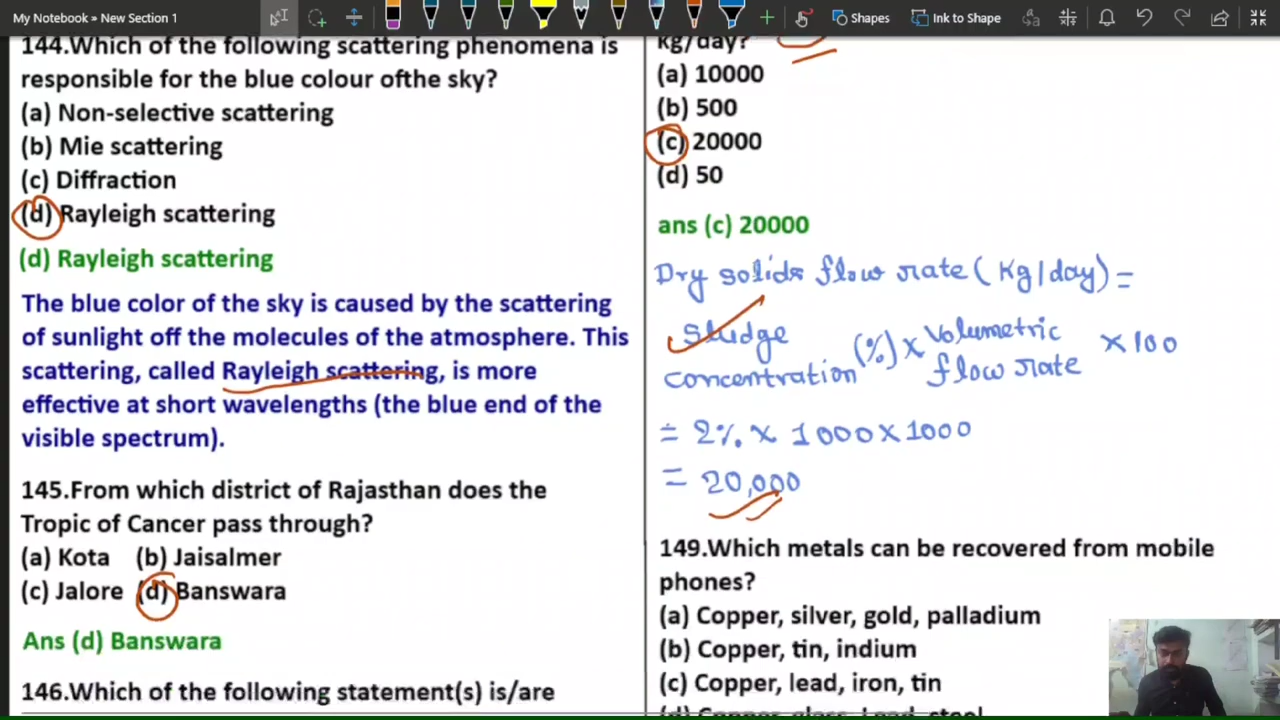 My Notebook » New Section 1
Shapes
Ink to Shape
144.Which of the following scattering phenomena is
responsible for the blue colour ofthe sky?
(a) Non-selective scattering
(b) Mie scattering
(c) Diffraction
(d) Rayleigh scattering
(d) Rayleigh scattering
The blue color of the sky is caused by the scattering
of sunlight off the molecules of the atmosphere. This
scattering, called Rayleigh scattering, is more
effective at short wavelengths (the blue end of the
visible spectrum).
145.From which district of Rajasthan does the
Tropic of Cancer pass through?
(a) Kota (b) Jaisalmer
(c) Jalore (d) Banswara
Ans (d) Banswara
146.Which of the following statement(s) is/are
kg/day?
(a) 10000
(b) 500
(c) 20000
(d) 50
ans (c) 20000
Dry solids flow rate (Kg/day) =
Sludge
concentration (%) x Volumetric
flow rate x 100
= 2% x 1000 x 1000
= 20,000
149.Which metals can be recovered from mobile
phones?
(a) Copper, silver, gold, palladium
(b) Copper, tin, indium
(c) Copper, lead, iron, tin
(d) Copper, glass, Lead, steel